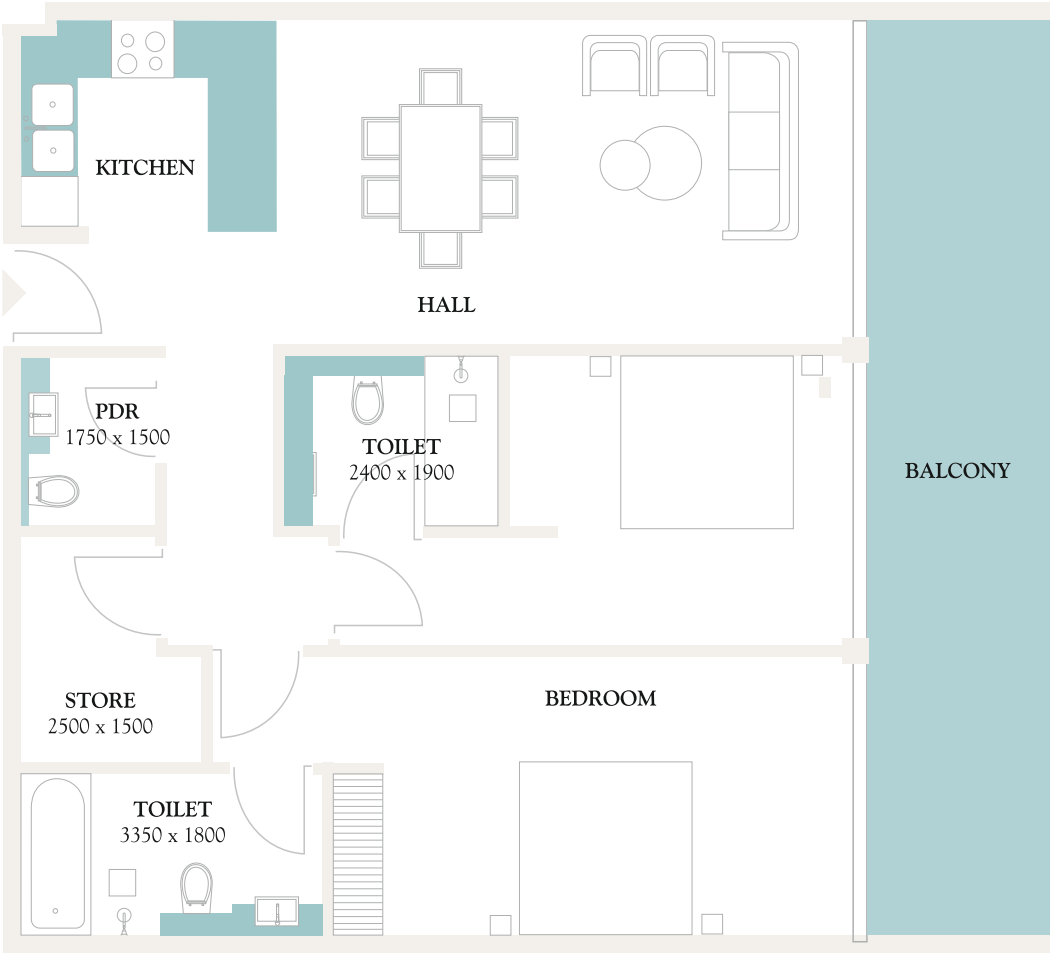 KITCHEN
HALL
PDR
1750 x 1500
TOILET
2400 x 1900
BALCONY
STORE
2500 x 1500
BEDROOM
TOILET
3350 x 1800